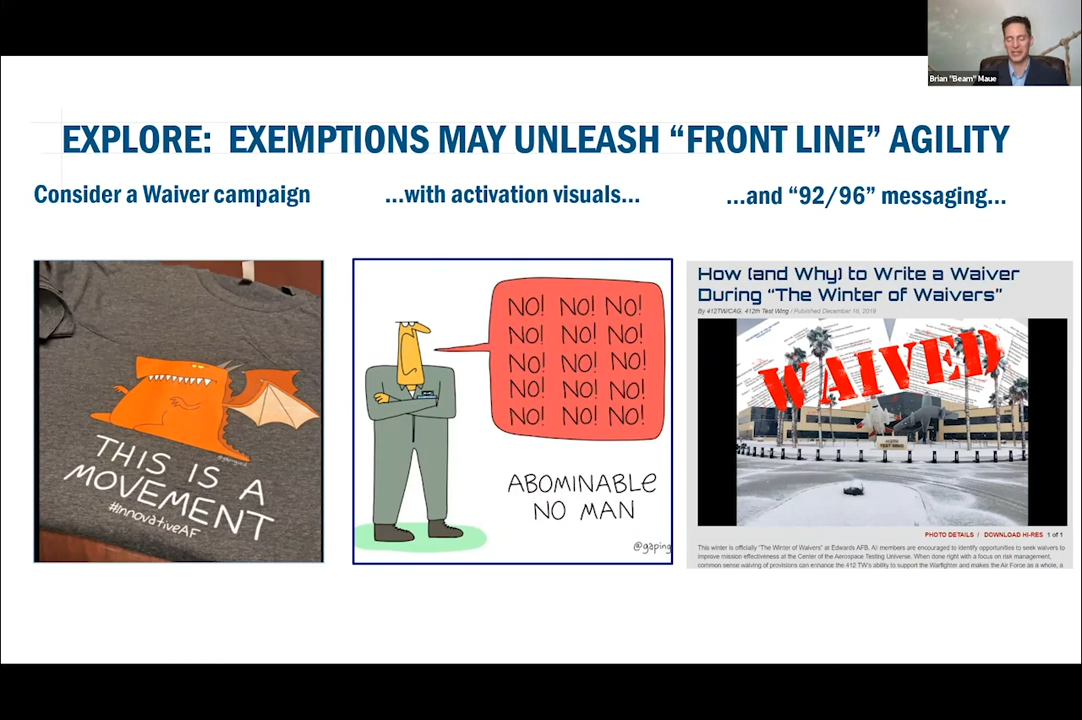 Brian "Beam" Maue
EXPLORE: EXEMPTIONS MAY UNLEASH “FRONT LINE” AGILITY
Consider a Waiver campaign
...with activation visuals...
...and “92/96” messaging...
THIS IS A
MOVEMENT
#InnovativeAF
NO! NO! NO!
NO! NO! NO!
NO! NO! NO!
NO! NO! NO!
NO! NO! NO!
ABOMINABLE
NO MAN
@gaping
How (and Why) to Write a Waiver
During “The Winter of Waivers”
By 412TW/CAG, 412th Test Wing / Published December 16, 2019
WAIVED
TEST WING
PHOTO DETAILS / DOWNLOAD HI-RES 1 of 1
This winter is officially “The Winter of Waivers” at Edwards AFB. All members are encouraged to identify opportunities to seek waivers to
improve mission effectiveness at the Center of the Aerospace Testing Universe. When done right with a focus on risk management,
common sense waiving of provisions can enhance the 412 TW's ability to support the Warfighter and makes the Air Force as a whole, a